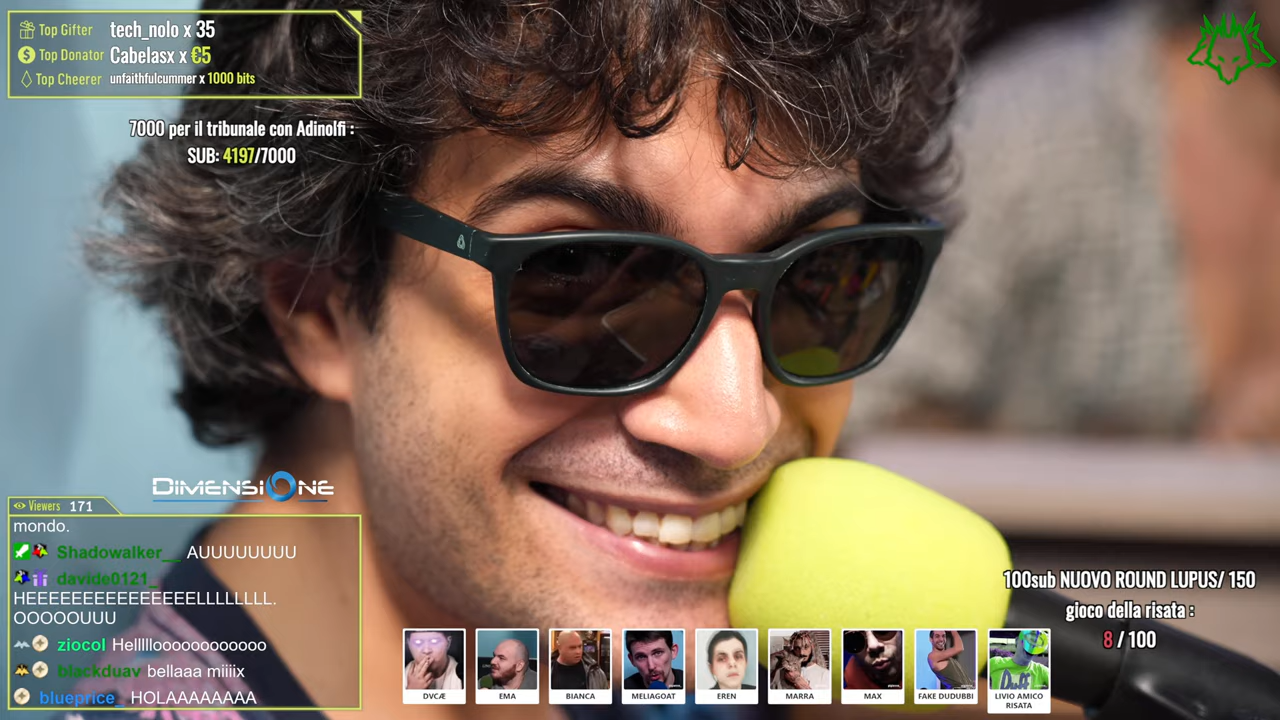 Top Gifter tech_nolo x 35
Top Donator Cabelasx x €5
Top Cheerer unfaithfulcummer x 1000 bits
7000 per il tribunale con Adinolfi :
SUB: 4197/7000
DIMENSIONE
Viewers 171
mondo.
Shadowalker__ AUUUUUUUU
davide0121_
HEEEEEEEEEEEEEEELLLLLLLL.
OOOOOUUU
ziocol Helllllooooooooooo
blackduav bellaaa miiiix
blueprice_ HOLAAAAAAAA
100sub NUOVO ROUND LUPUS/ 150
gioco della risata :
8 / 100
DVCÆ
EMA
BIANCA
MELIAGOAT
EREN
MARRA
MAX
FAKE DUDUBBI
LIVIO AMICO
RISATA